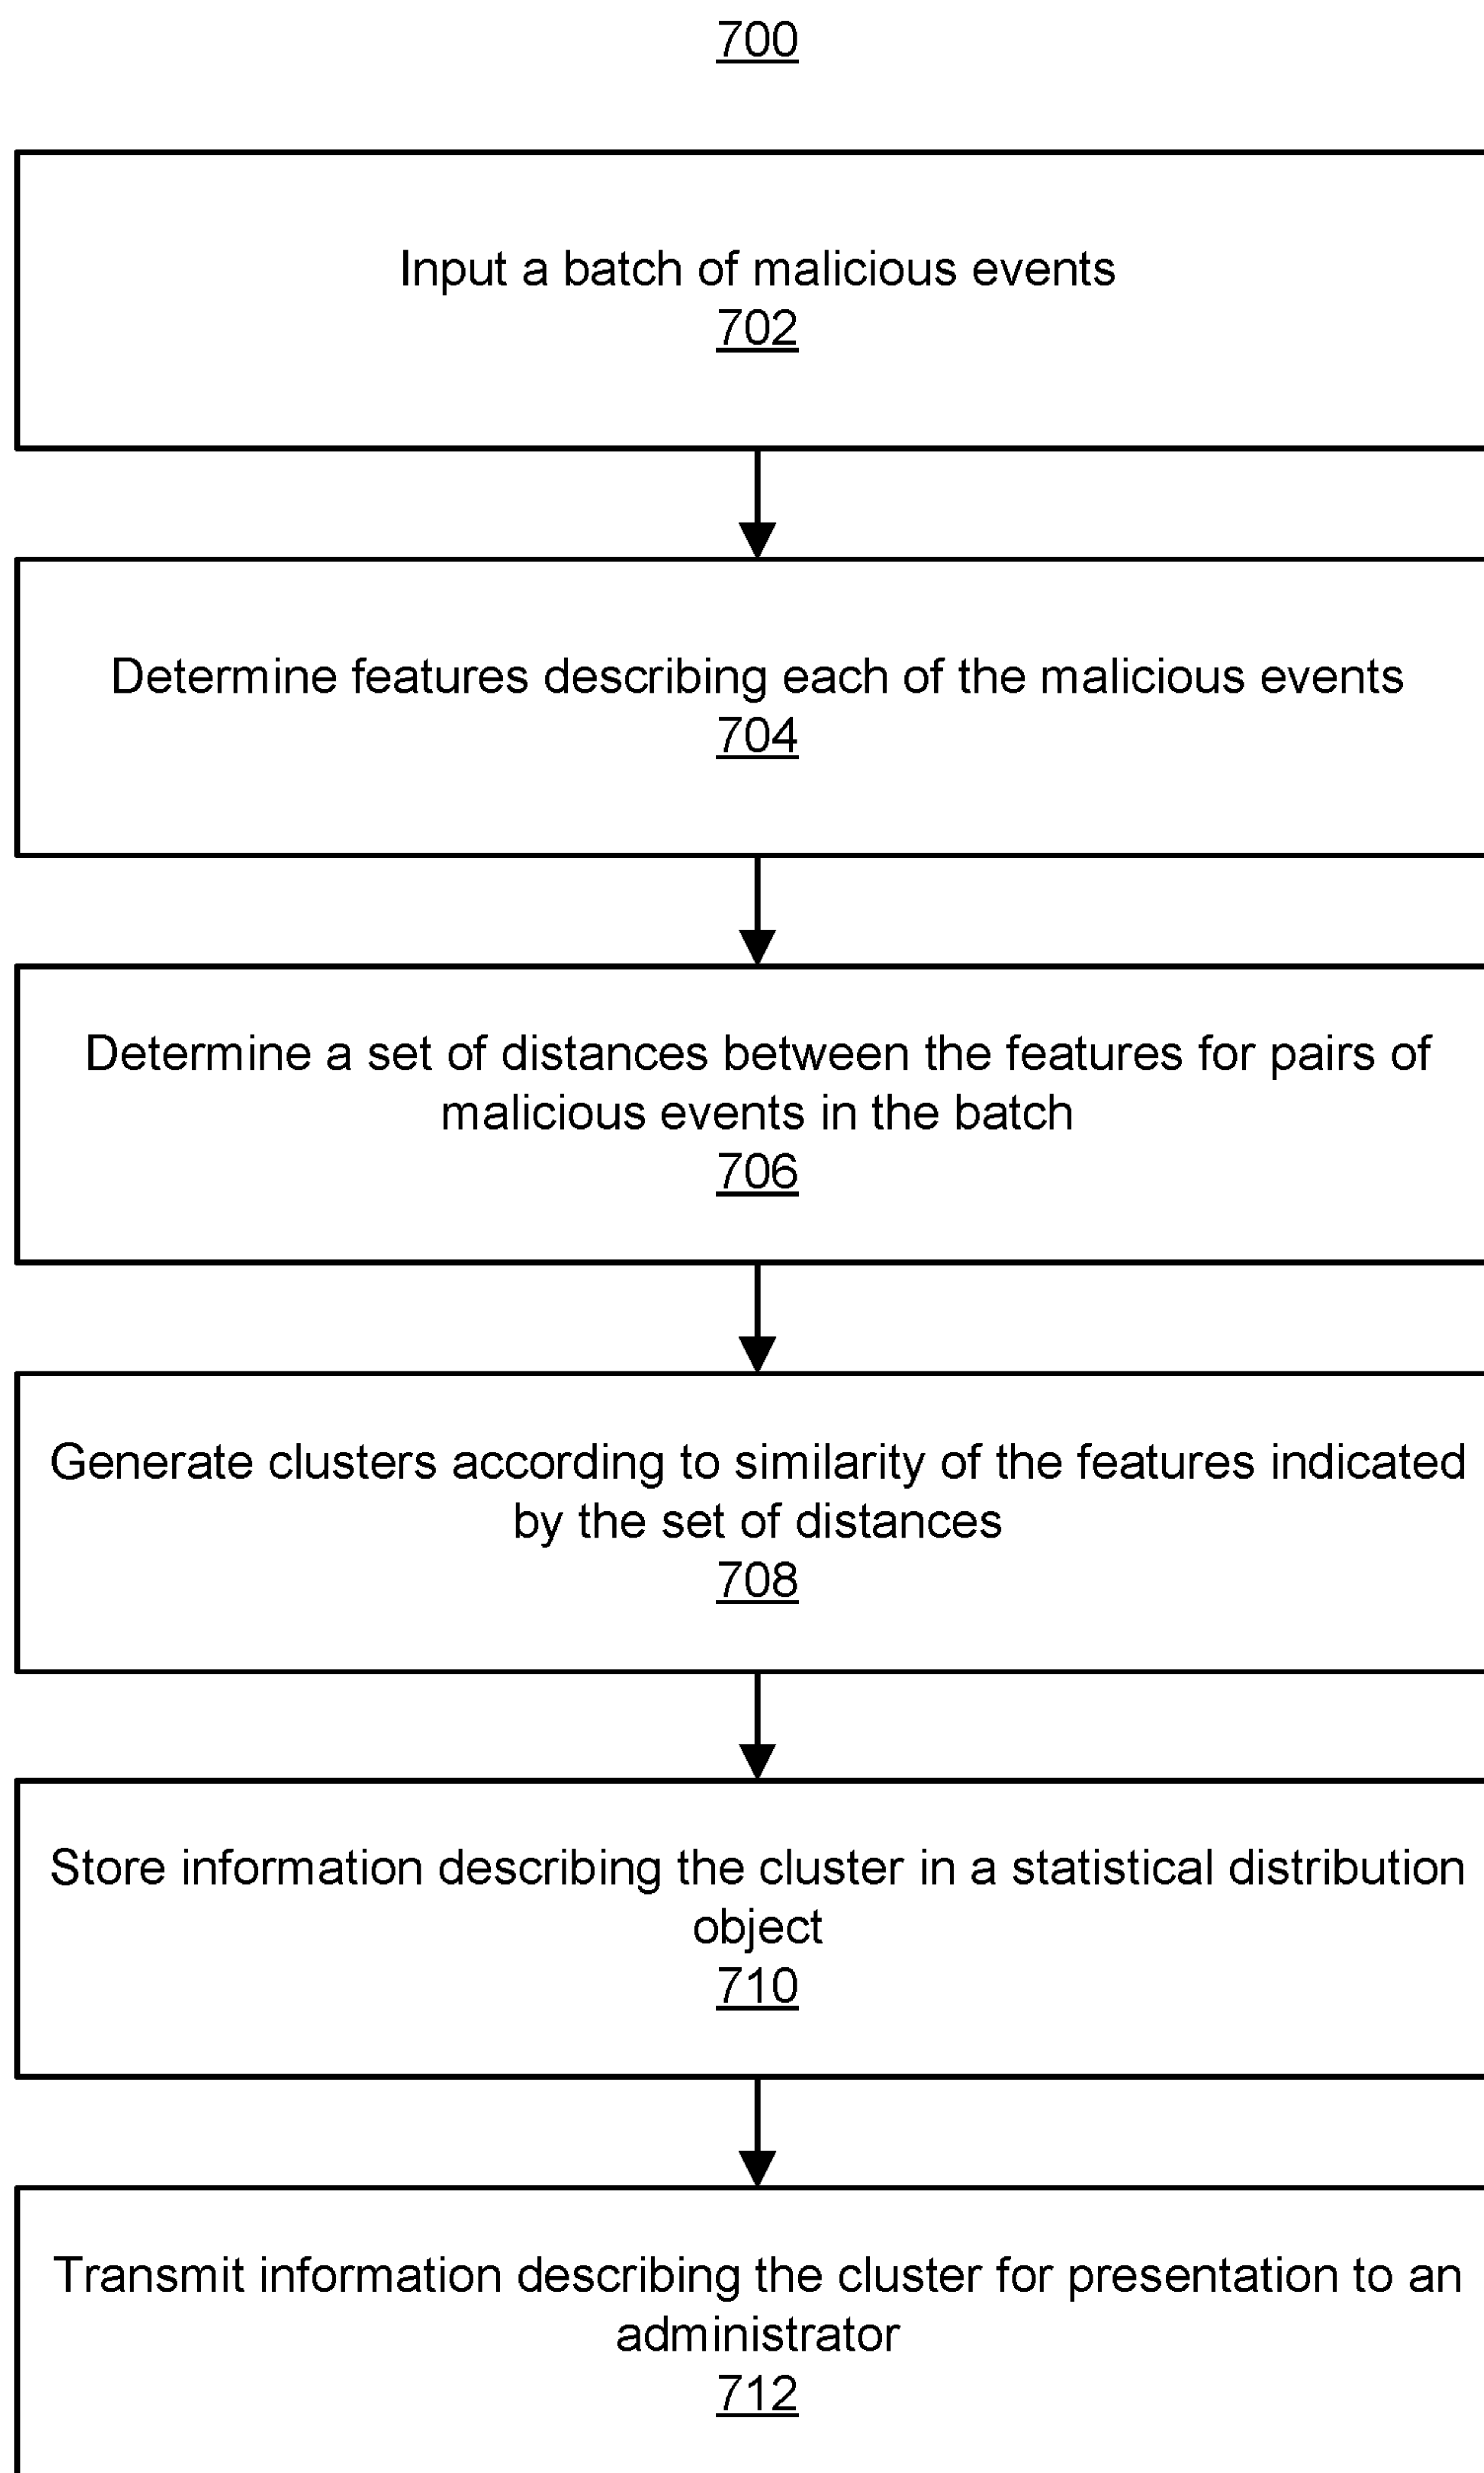 700
Input a batch of malicious events
702
Determine features describing each of the malicious events
704
Determine a set of distances between the features for pairs of
malicious events in the batch
706
Generate clusters according to similarity of the features indicated
by the set of distances
708
Store information describing the cluster in a statistical distribution
object
710
Transmit information describing the cluster for presentation to an
administrator
712